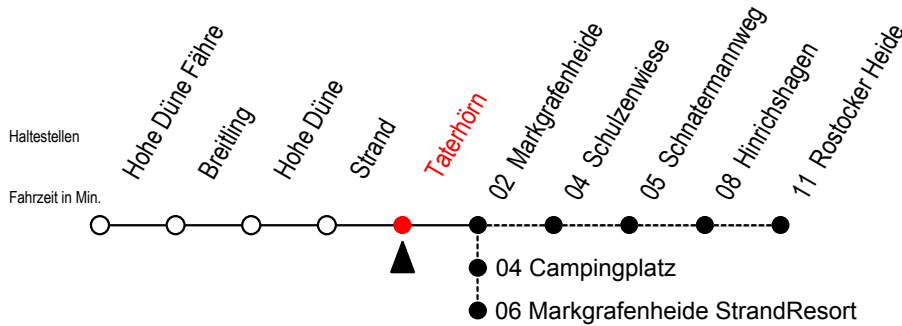 Haltestellen
Fahrzeit in Min.
Hohe Düne Fähre
Breitling
Hohe Düne
Strand
Taterhörn
02 Markgrafenheide
04 Schulzenwiese
05 Schnatermannweg
08 Hinrichshagen
11 Rostocker Heide
04 Campingplatz
06 Markgrafenheide StrandResort